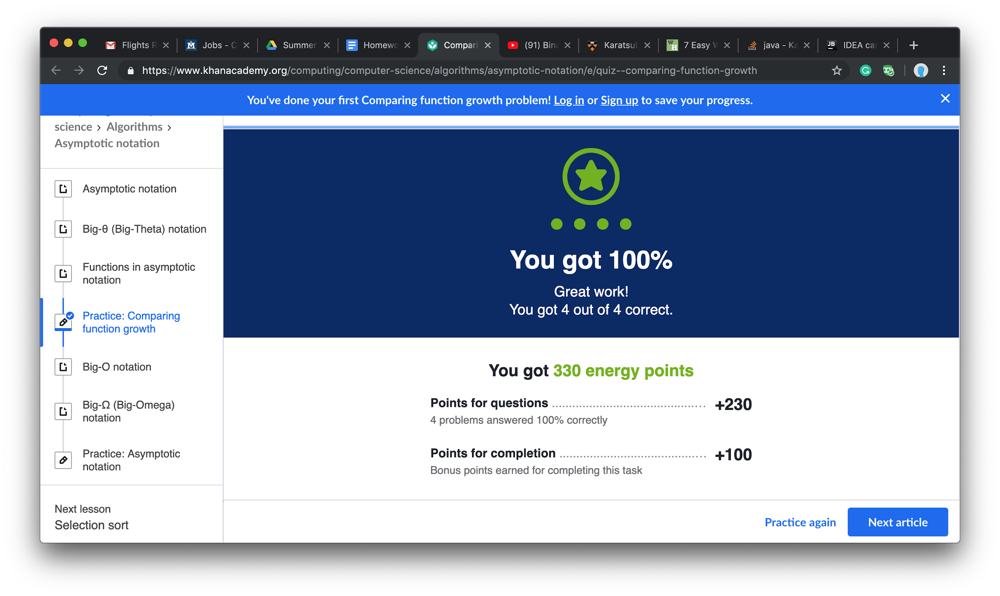 Flights R
Jobs - C
Summer
Homewo
Compari
(91) Bina
Karatsub
7 Easy W
java - Ka
IDEA car
https://www.khanacademy.org/computing/computer-science/algorithms/asymptotic-notation/e/quiz--comparing-function-growth
You've done your first Comparing function growth problem! Log in or Sign up to save your progress.
science › Algorithms ›
Asymptotic notation
Asymptotic notation
Big-θ (Big-Theta) notation
Functions in asymptotic
notation
Practice: Comparing
function growth
Big-O notation
Big-Ω (Big-Omega)
notation
Practice: Asymptotic
notation
Next lesson
Selection sort
You got 100%
Great work!
You got 4 out of 4 correct.
You got 330 energy points
Points for questions +230
4 problems answered 100% correctly
Points for completion +100
Bonus points earned for completing this task
Practice again
Next article